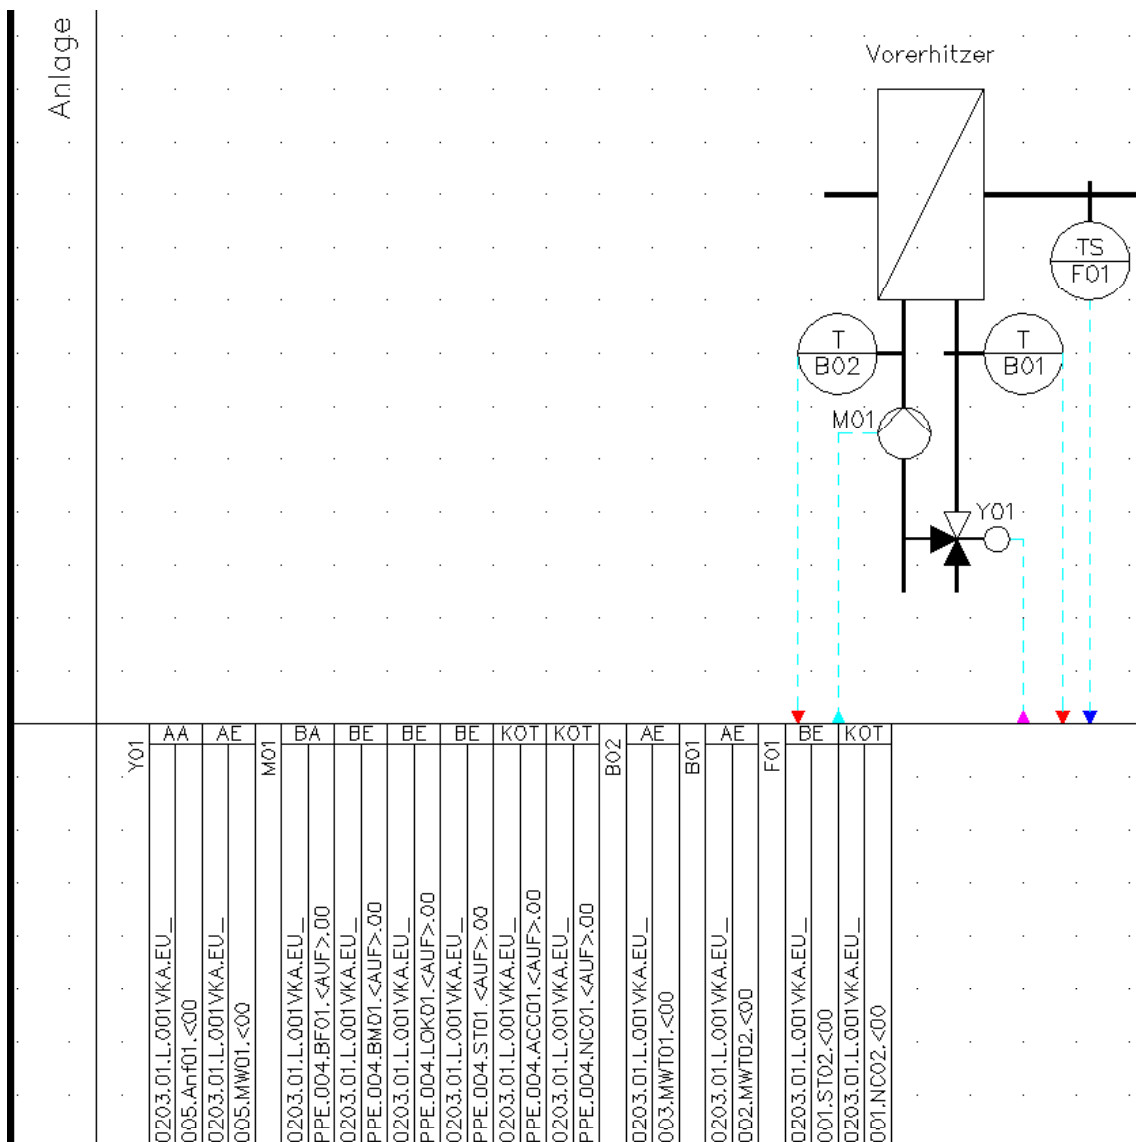 Anlage
Vorerhitzer
TS
F01
T
B02
T
B01
M01
Y01
Y01
AA
0203.01.L.001VKA.EU_
005.Anf01.<00
AE
0203.01.L.001VKA.EU_
005.MW01.<00
M01
BA
0203.01.L.001VKA.EU_
PPE.004.BF01.<AUF>.00
BE
0203.01.L.001VKA.EU_
PPE.004.BM01.<AUF>.00
BE
0203.01.L.001VKA.EU_
PPE.004.LOK01.<AUF>.00
BE
0203.01.L.001VKA.EU_
PPE.004.ST01.<AUF>.00
KOT
0203.01.L.001VKA.EU_
PPE.004.ACC01.<AUF>.00
KOT
0203.01.L.001VKA.EU_
PPE.004.NC01.<AUF>.00
B02
AE
0203.01.L.001VKA.EU_
003.MWT01.<00
B01
AE
0203.01.L.001VKA.EU_
002.MWT02.<00
F01
BE
0203.01.L.001VKA.EU_
001.ST02.<00
KOT
0203.01.L.001VKA.EU_
001.NC02.<00